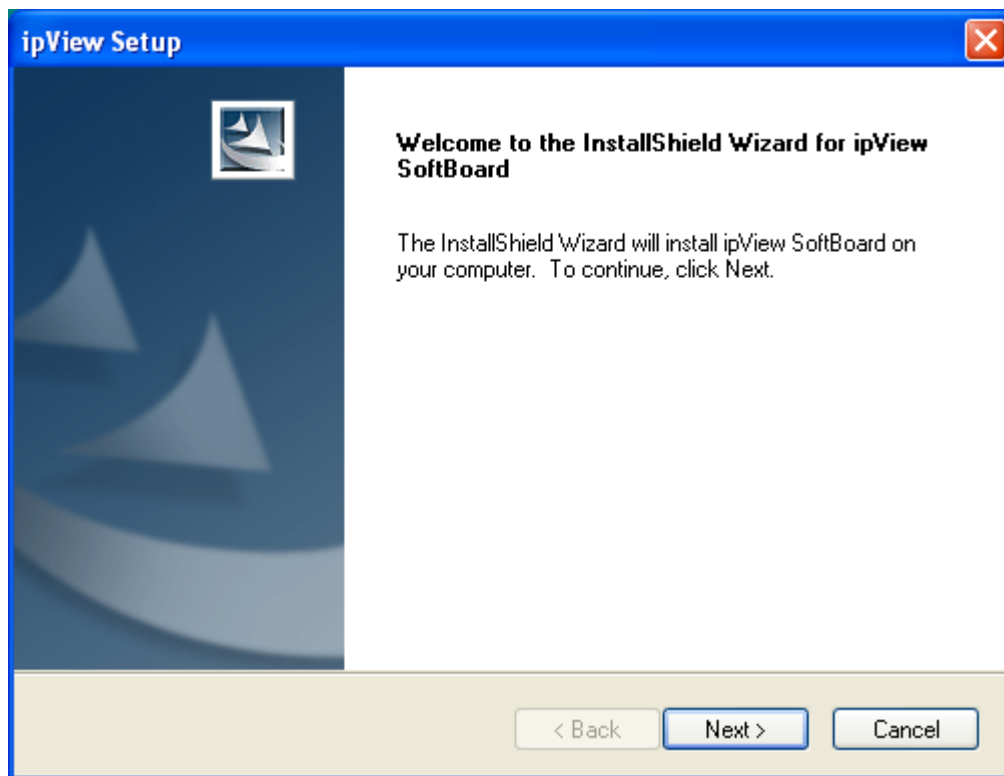 ipView Setup
Welcome to the InstallShield Wizard for ipView
SoftBoard
The InstallShield Wizard will install ipView SoftBoard on
your computer.  To continue, click Next.
< Back
Next >
Cancel